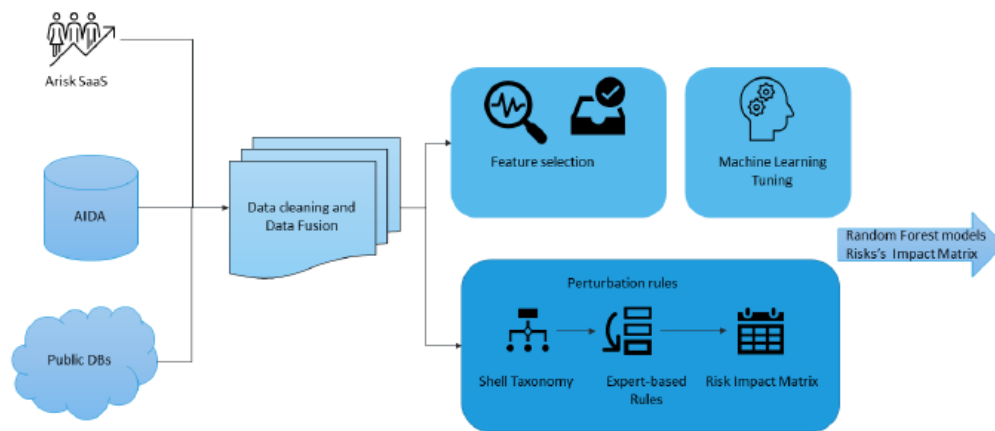 Arisk SaaS
AIDA
Public DBs
Data cleaning and
Data Fusion
Feature selection
Machine Learning
Tuning
Perturbation rules
Shell Taxonomy
Expert-based
Rules
Risk Impact Matrix
Random Forest models
Risks's Impact Matrix